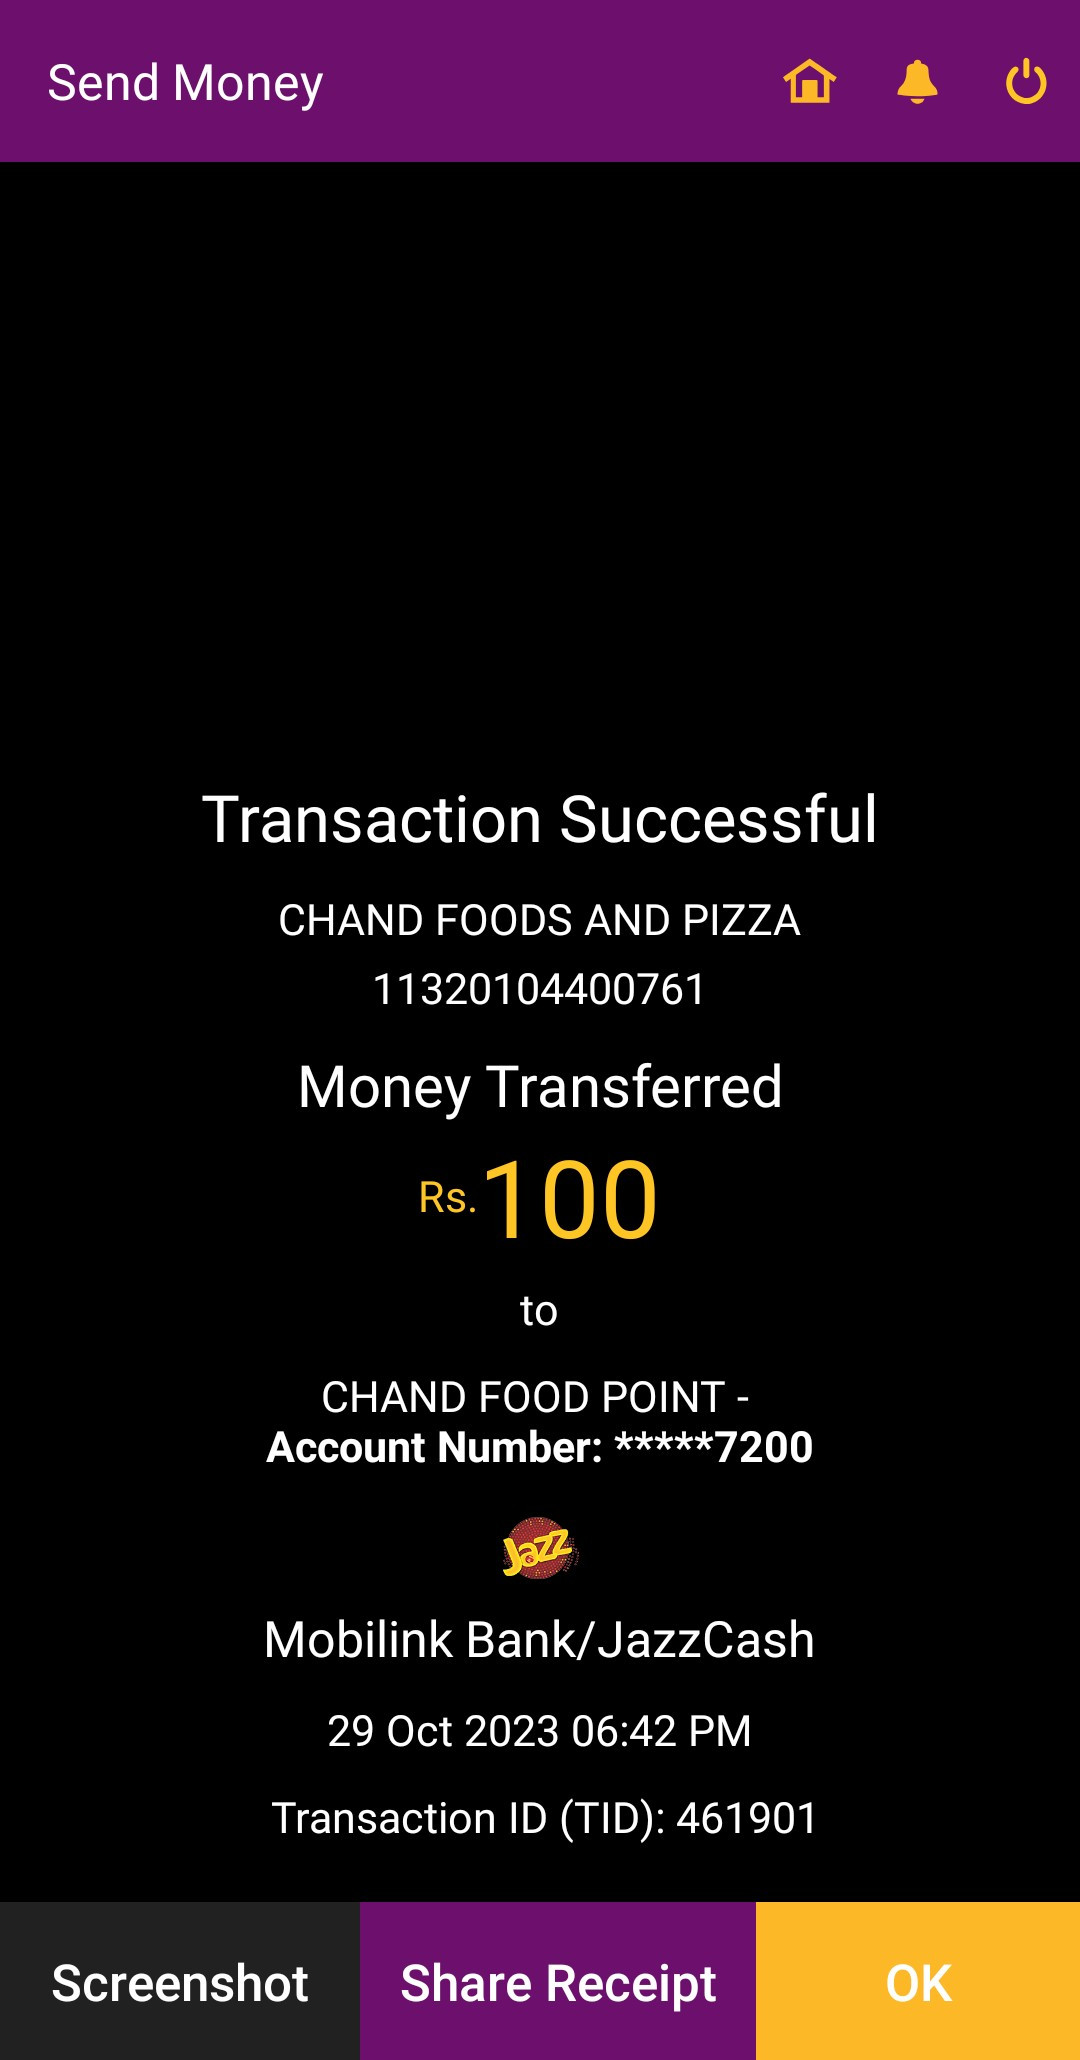 Send Money
Transaction Successful
CHAND FOODS AND PIZZA
11320104400761
Money Transferred
Rs.100
to
CHAND FOOD POINT -
Account Number: *****7200
Jazz
Mobilink Bank/JazzCash
29 Oct 2023 06:42 PM
Transaction ID (TID): 461901
Screenshot
Share Receipt
OK